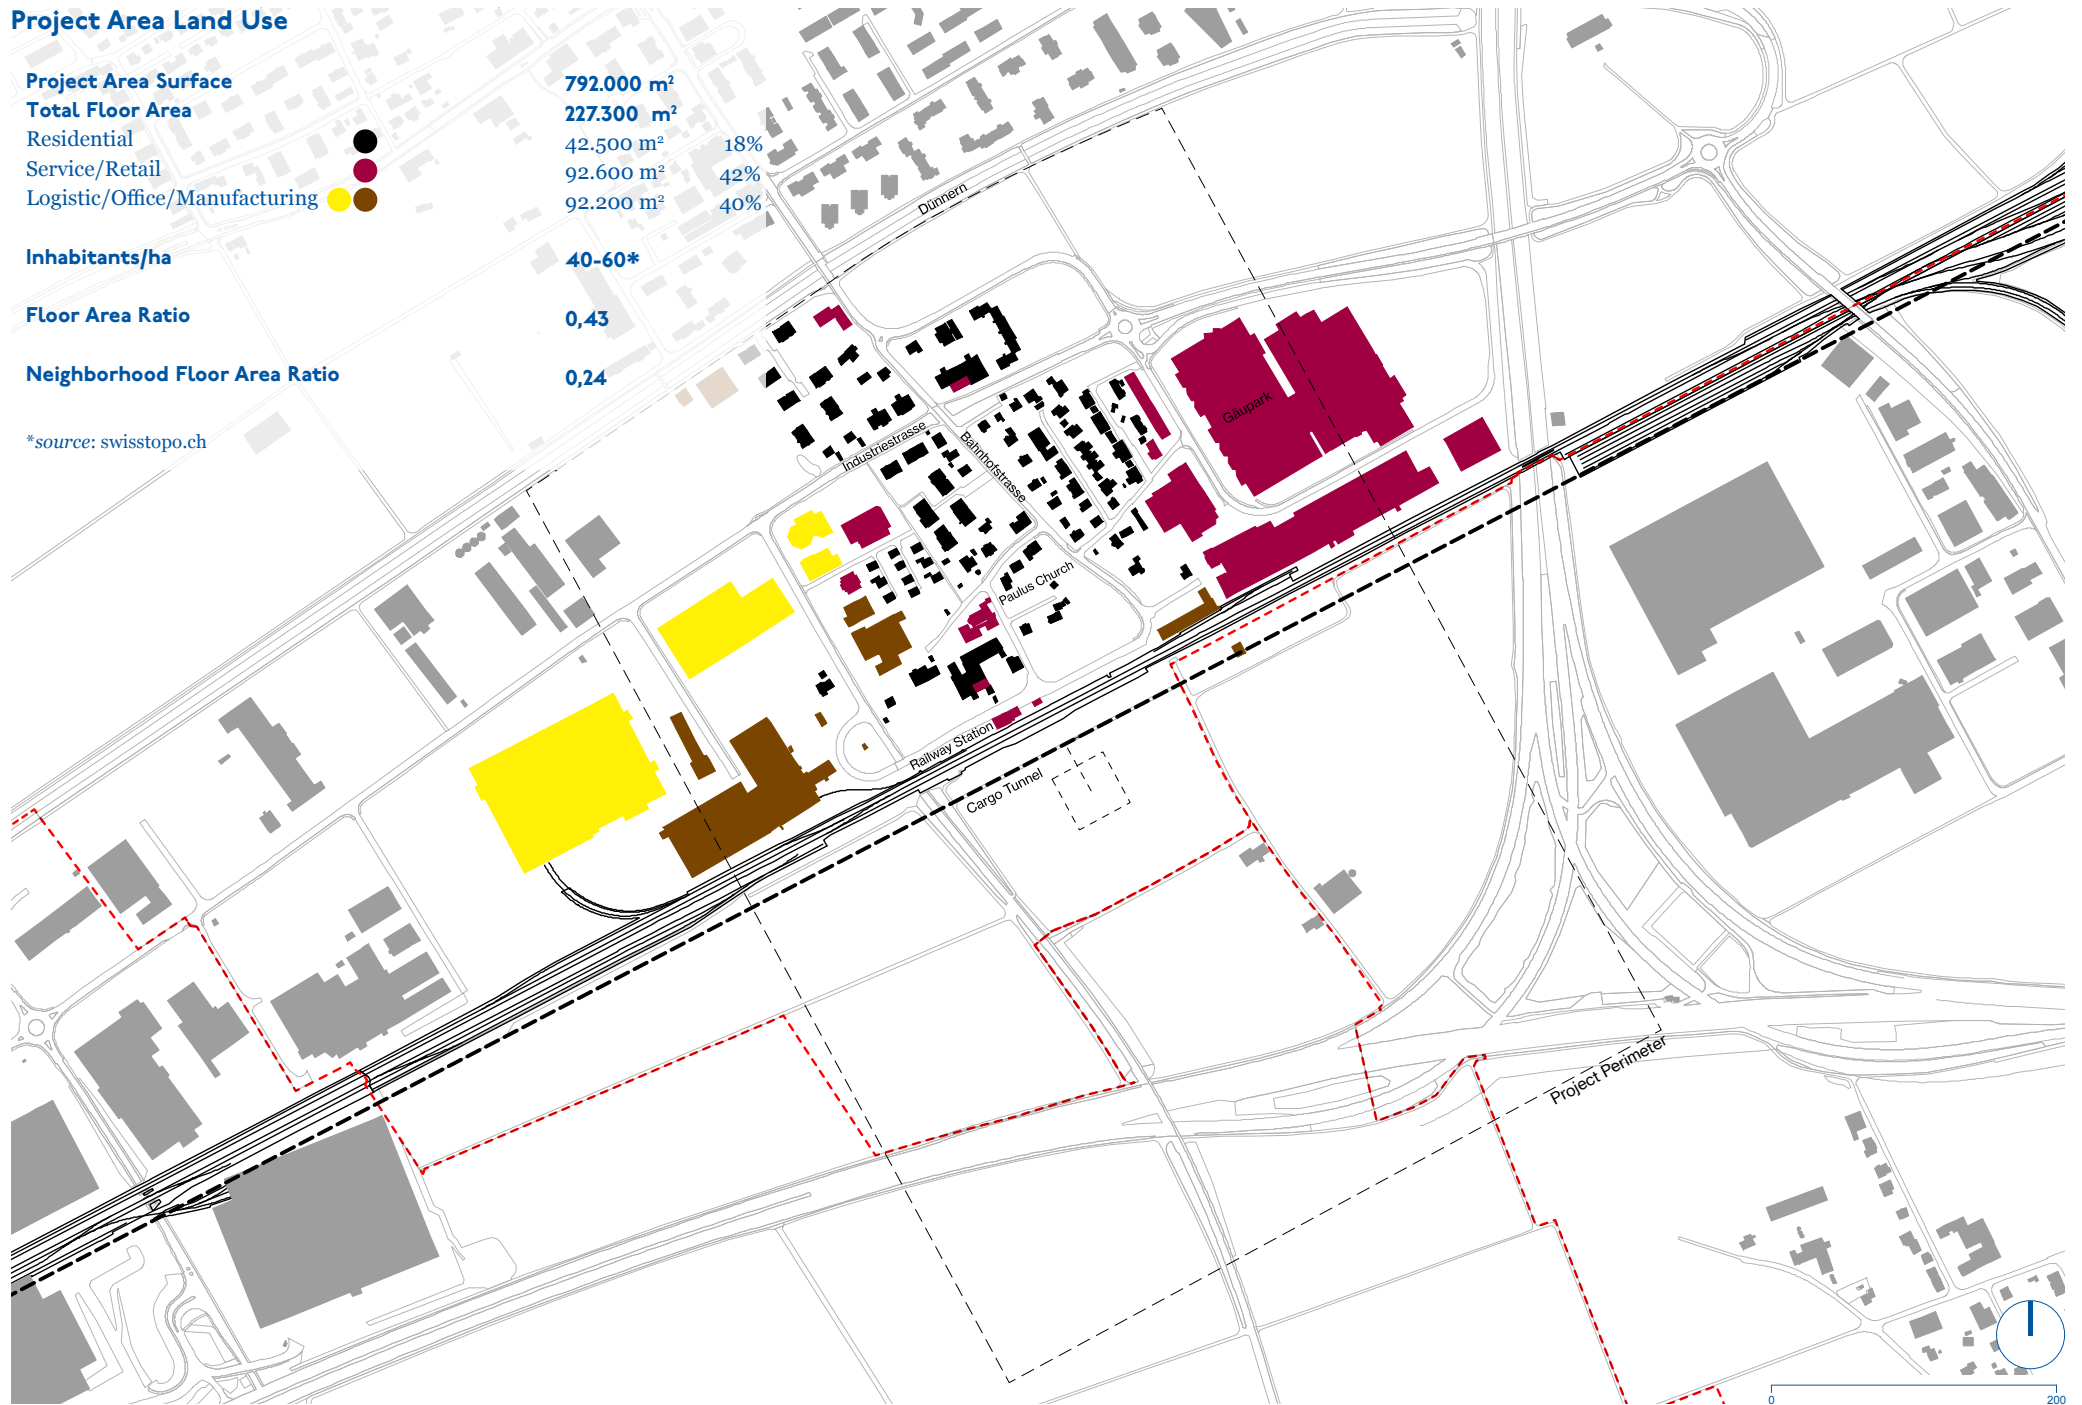 Project Area Land Use
Project Area Surface 792.000 m²
Total Floor Area 227.300 m²
Residential 42.500 m² 18%
Service/Retail 92.600 m² 42%
Logistic/Office/Manufacturing 92.200 m² 40%
Inhabitants/ha 40-60*
Floor Area Ratio 0,43
Neighborhood Floor Area Ratio 0,24
*source: swisstopo.ch
Dünnern
Gäupark
Industriestrasse
Bahnhofstrasse
Paulus Church
Railway Station
Cargo Tunnel
Project Perimeter
0 200